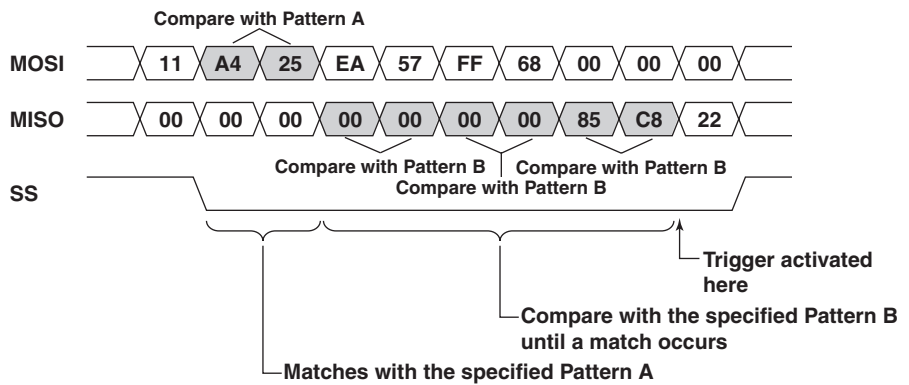 Compare with Pattern A
MOSI 11 A4 25 EA 57 FF 68 00 00 00
MISO 00 00 00 00 00 00 00 85 C8 22
Compare with Pattern B Compare with Pattern B
Compare with Pattern B
SS
Trigger activated
here
Compare with the specified Pattern B
until a match occurs
Matches with the specified Pattern A